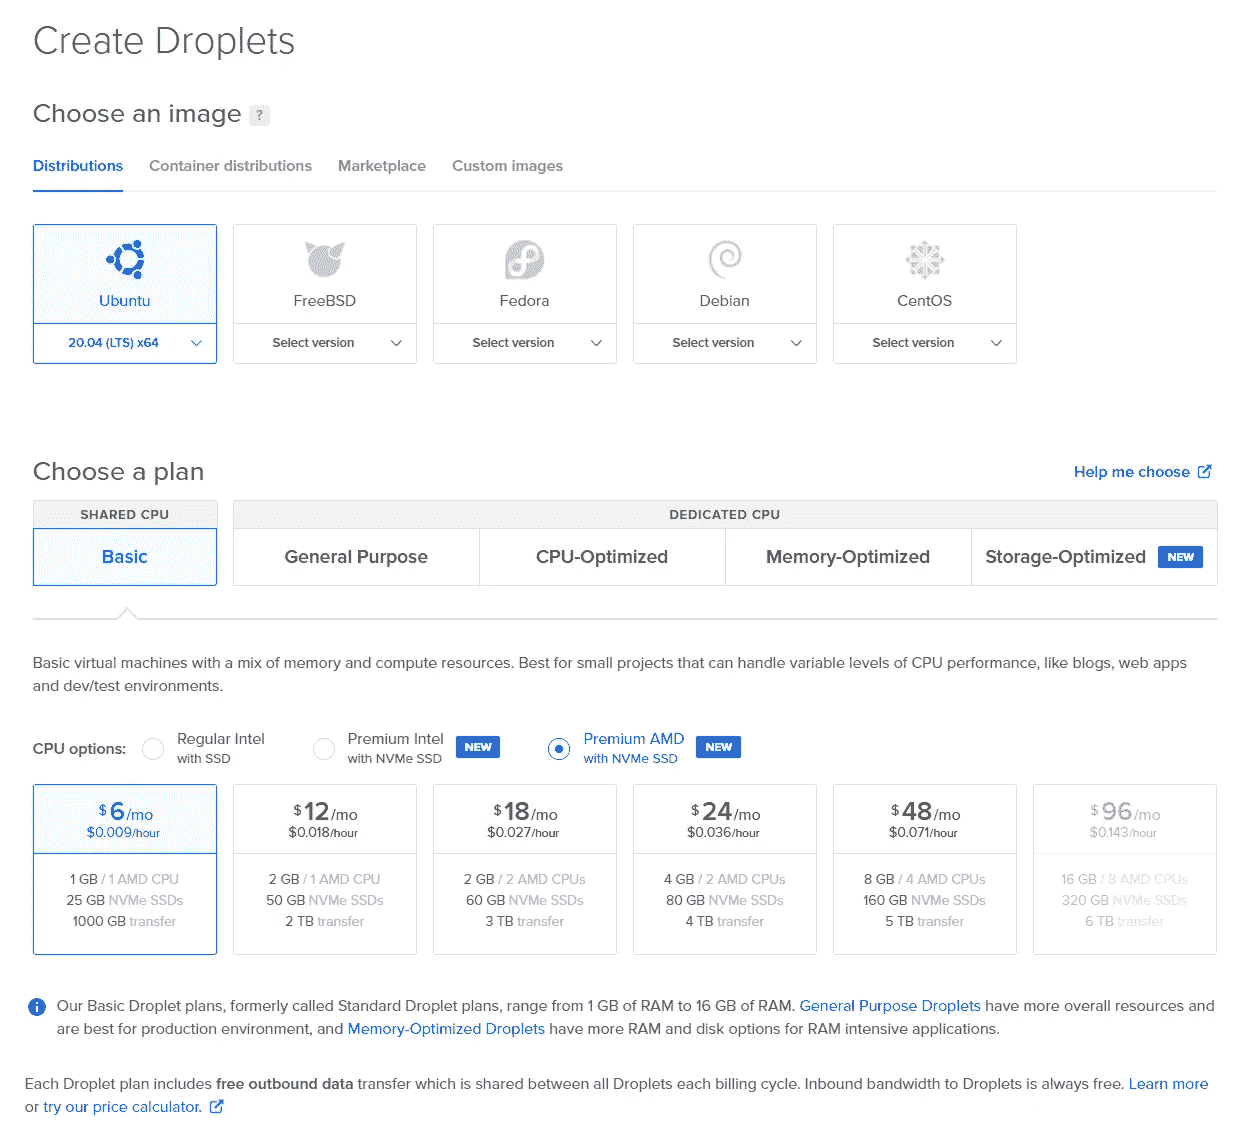 Create Droplets
Choose an image ?
Distributions Container distributions Marketplace Custom images
Ubuntu FreeBSD Fedora Debian CentOS
20.04 (LTS) x64 Select version Select version Select version Select version
Choose a plan Help me choose
SHARED CPU DEDICATED CPU
Basic General Purpose CPU-Optimized Memory-Optimized Storage-Optimized NEW
Basic virtual machines with a mix of memory and compute resources. Best for small projects that can handle variable levels of CPU performance, like blogs, web apps
and dev/test environments.
CPU options: Regular Intel Premium Intel NEW Premium AMD NEW
with SSD with NVMe SSD with NVMe SSD
$6/mo $12/mo $18/mo $24/mo $48/mo $96/mo
$0.009/hour $0.018/hour $0.027/hour $0.036/hour $0.071/hour $0.143/hour
1 GB / 1 AMD CPU 2 GB / 1 AMD CPU 2 GB / 2 AMD CPUs 4 GB / 2 AMD CPUs 8 GB / 4 AMD CPUs 16 GB / 8 AMD CPUs
25 GB NVMe SSDs 50 GB NVMe SSDs 60 GB NVMe SSDs 80 GB NVMe SSDs 160 GB NVMe SSDs 320 GB NVMe SSDs
1000 GB transfer 2 TB transfer 3 TB transfer 4 TB transfer 5 TB transfer 6 TB transfer
Our Basic Droplet plans, formerly called Standard Droplet plans, range from 1 GB of RAM to 16 GB of RAM. General Purpose Droplets have more overall resources and
are best for production environment, and Memory-Optimized Droplets have more RAM and disk options for RAM intensive applications.
Each Droplet plan includes free outbound data transfer which is shared between all Droplets each billing cycle. Inbound bandwidth to Droplets is always free. Learn more
or try our price calculator.